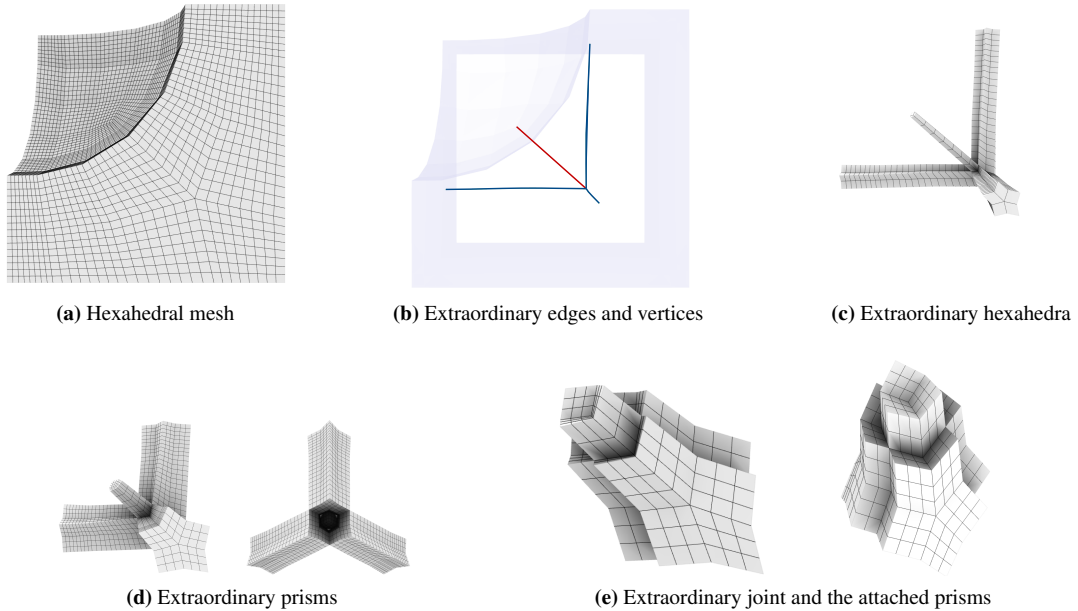 (a) Hexahedral mesh
(b) Extraordinary edges and vertices
(c) Extraordinary hexahedra
(d) Extraordinary prisms
(e) Extraordinary joint and the attached prisms